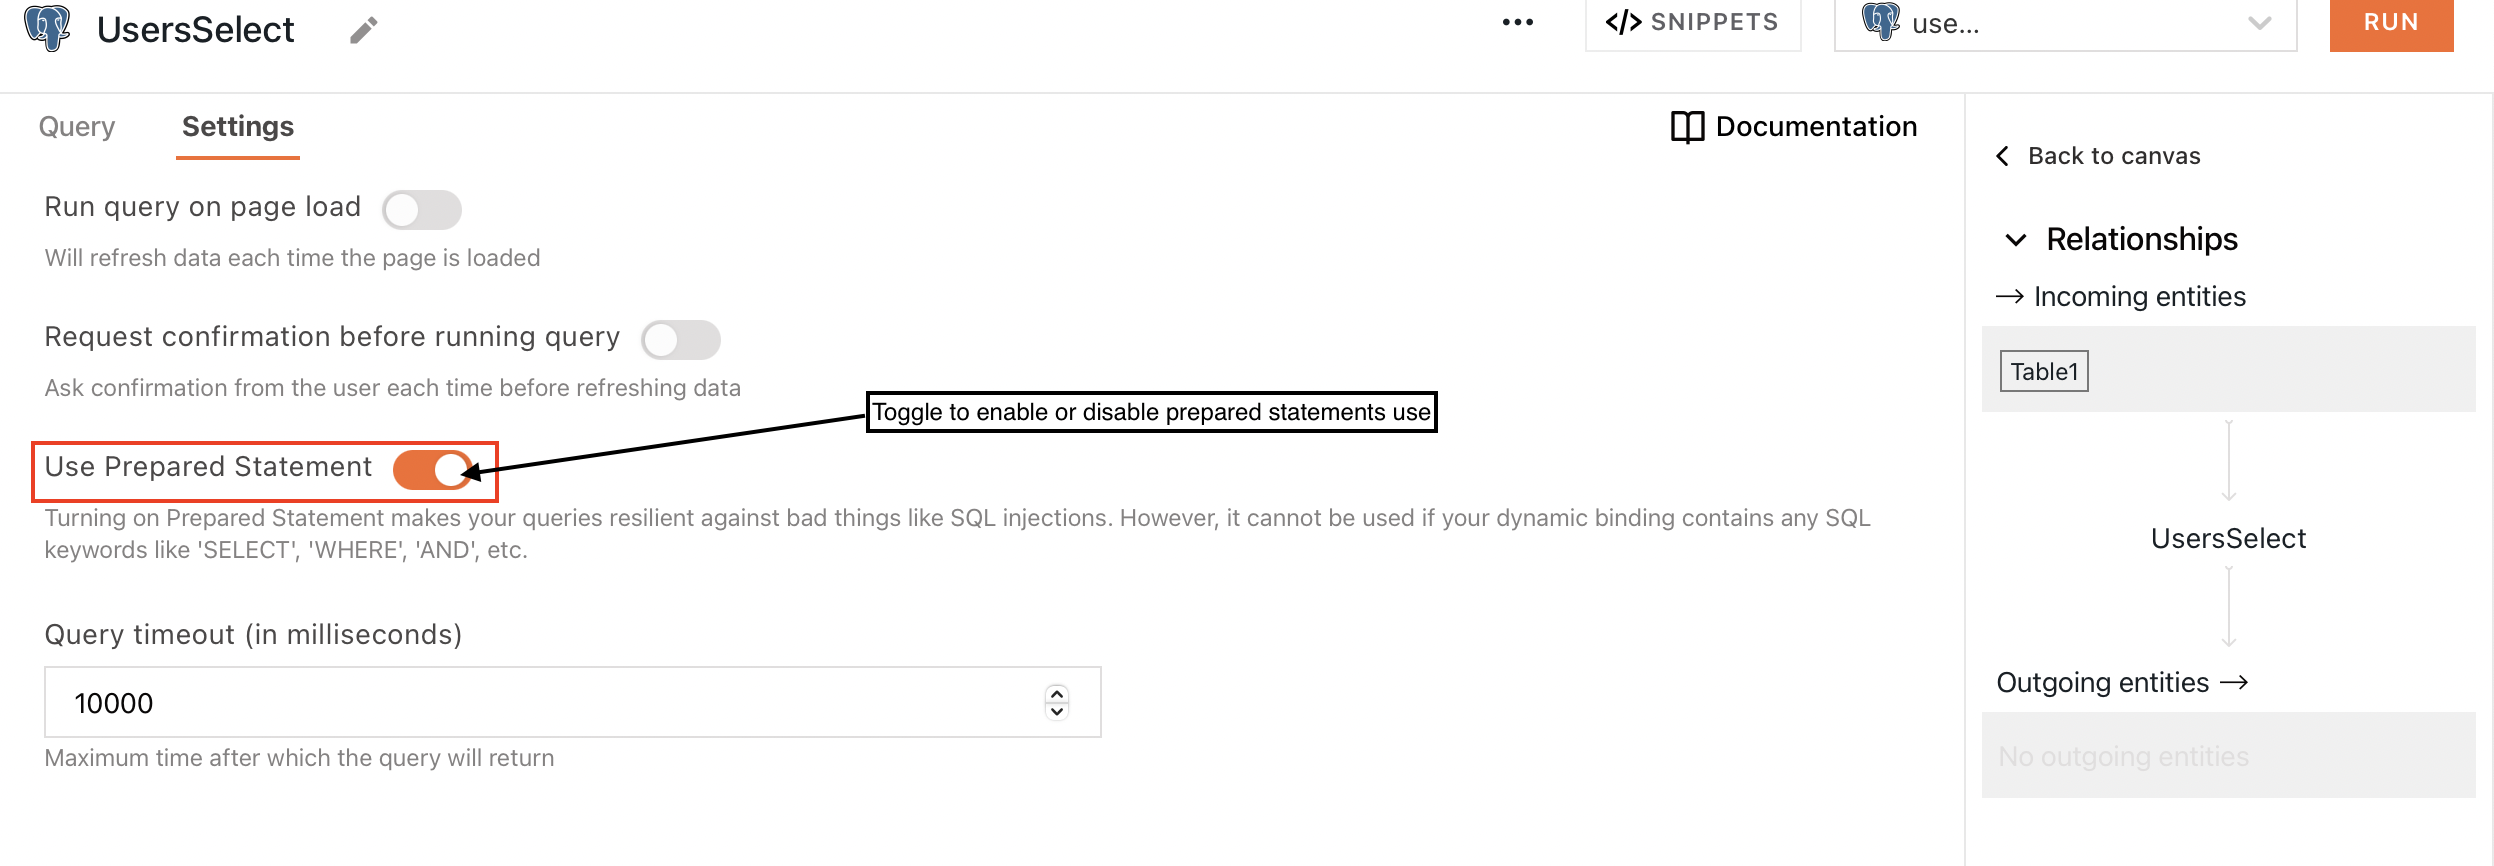 UsersSelect
SNIPPETS
use...
RUN
Query
Settings
Documentation
Run query on page load
Will refresh data each time the page is loaded
Request confirmation before running query
Ask confirmation from the user each time before refreshing data
Toggle to enable or disable prepared statements use
Use Prepared Statement
Turning on Prepared Statement makes your queries resilient against bad things like SQL injections. However, it cannot be used if your dynamic binding contains any SQL
keywords like 'SELECT', 'WHERE', 'AND', etc.
Query timeout (in milliseconds)
10000
Maximum time after which the query will return
Back to canvas
Relationships
Incoming entities
Table1
UsersSelect
Outgoing entities
No outgoing entities